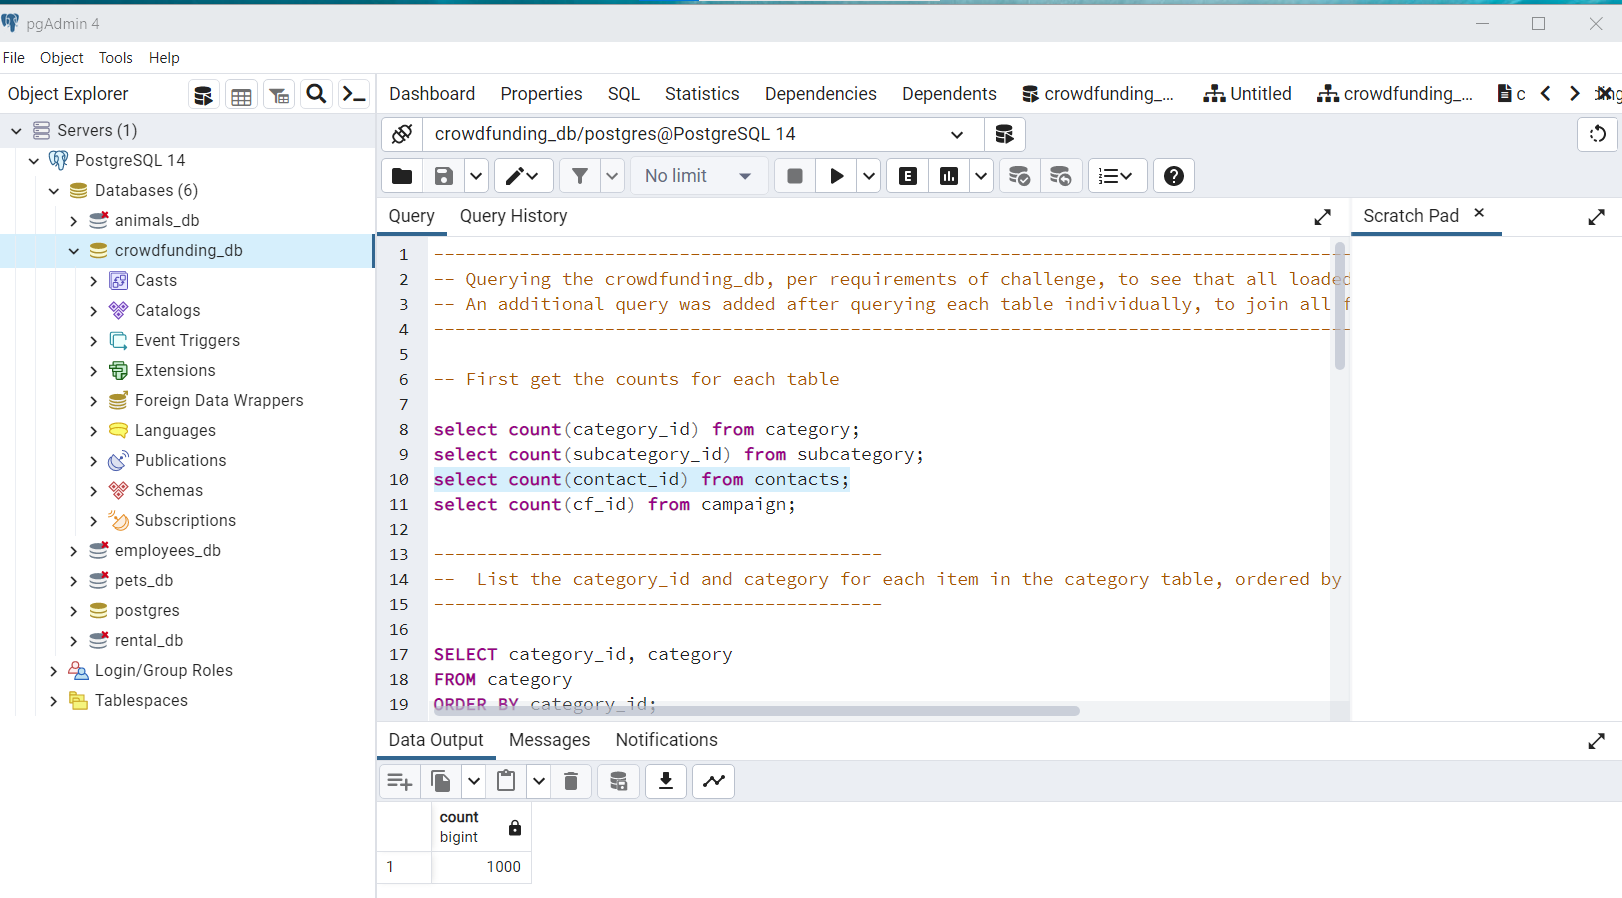 pgAdmin 4
File Object Tools Help
Object Explorer
Dashboard Properties SQL Statistics Dependencies Dependents crowdfunding_... Untitled crowdfunding_... c
Servers (1)
PostgreSQL 14
Databases (6)
animals_db
crowdfunding_db
Casts
Catalogs
Event Triggers
Extensions
Foreign Data Wrappers
Languages
Publications
Schemas
Subscriptions
employees_db
pets_db
postgres
rental_db
Login/Group Roles
Tablespaces
crowdfunding_db/postgres@PostgreSQL 14
No limit
E
Query Query History
Scratch Pad
1 --------------------------------------------------------------------------------------
2 -- Querying the crowdfunding_db, per requirements of challenge, to see that all loaded
3 -- An additional query was added after querying each table individually, to join all f
4 --------------------------------------------------------------------------------------
5
6 -- First get the counts for each table
7
8 select count(category_id) from category;
9 select count(subcategory_id) from subcategory;
10 select count(contact_id) from contacts;
11 select count(cf_id) from campaign;
12
13 ------------------------------------------
14 --  List the category_id and category for each item in the category table, ordered by
15 ------------------------------------------
16
17 SELECT category_id, category
18 FROM category
19 ORDER BY category_id;
Data Output Messages Notifications
count
bigint
1 1000